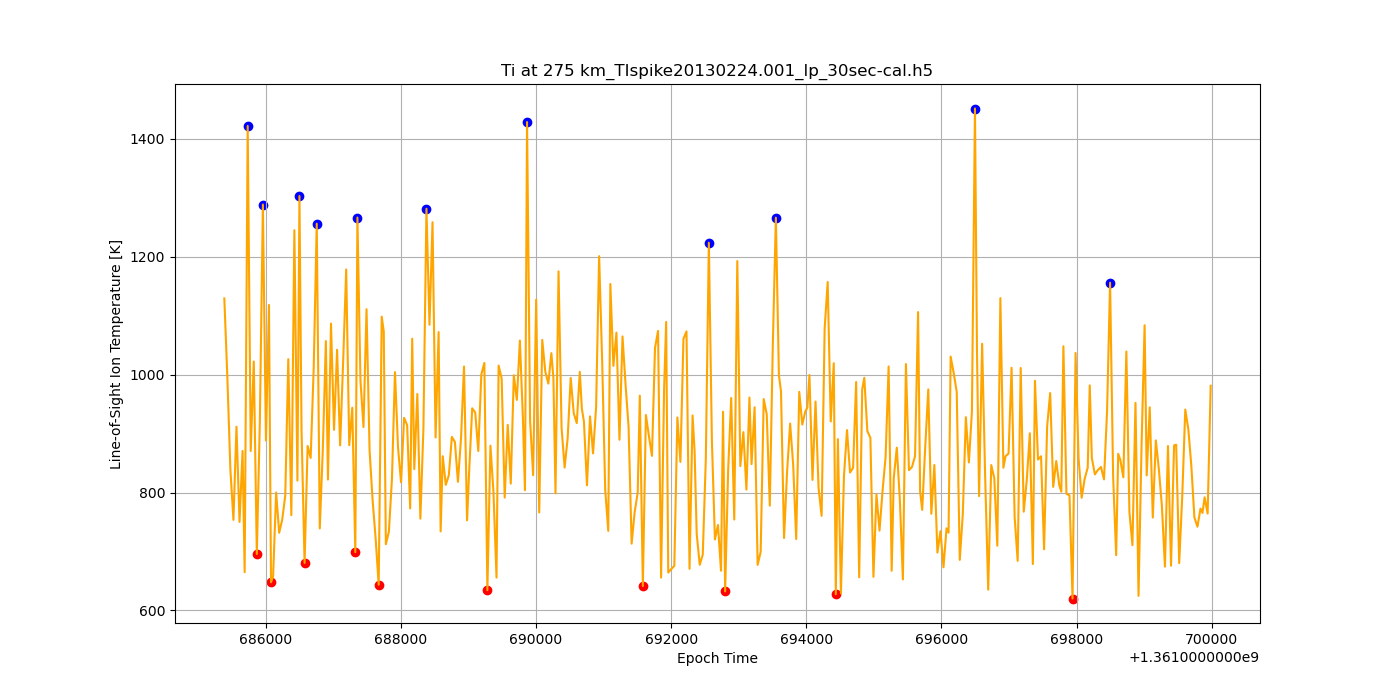 Ti at 275 km_TIspike20130224.001_lp_30sec-cal.h5
Line-of-Sight Ion Temperature [K]
1400
1200
1000
800
600
686000 688000 690000 692000 694000 696000 698000 700000
Epoch Time
+1.3610000000e9